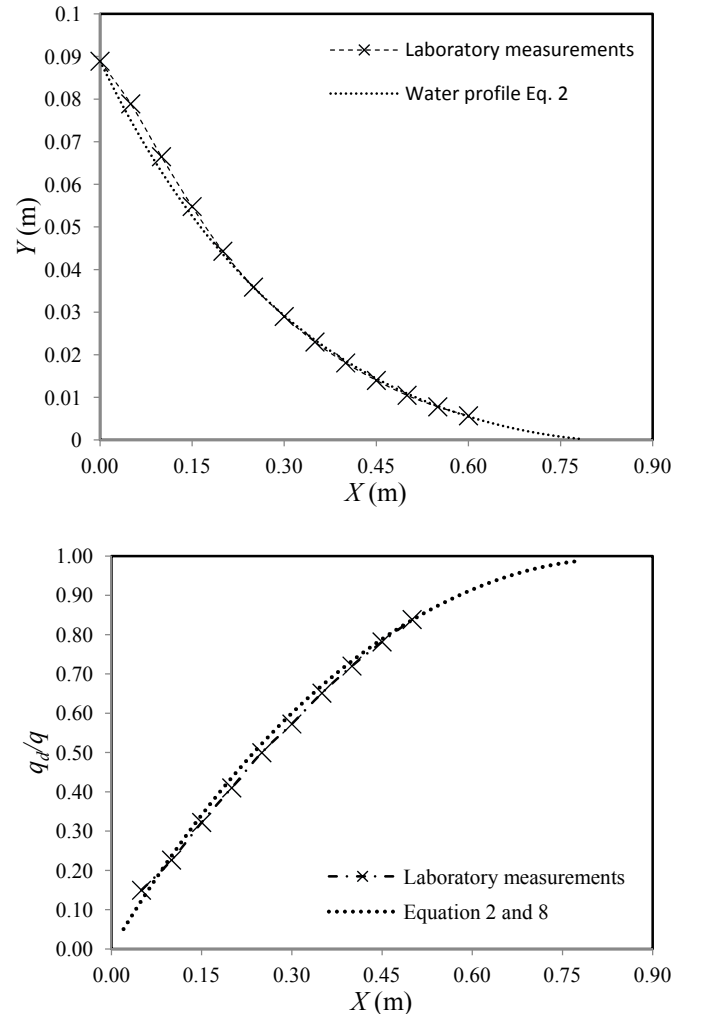 0.1
0.09
0.08
0.07
0.06
0.05
0.04
0.03
0.02
0.01
0
Y (m)
Laboratory measurements
Water profile Eq. 2
0.00 0.15 0.30 0.45 0.60 0.75 0.90
X (m)
1.00
0.90
0.80
0.70
0.60
0.50
0.40
0.30
0.20
0.10
0.00
q_d/q
Laboratory measurements
Equation 2 and 8
0.00 0.15 0.30 0.45 0.60 0.75 0.90
X (m)